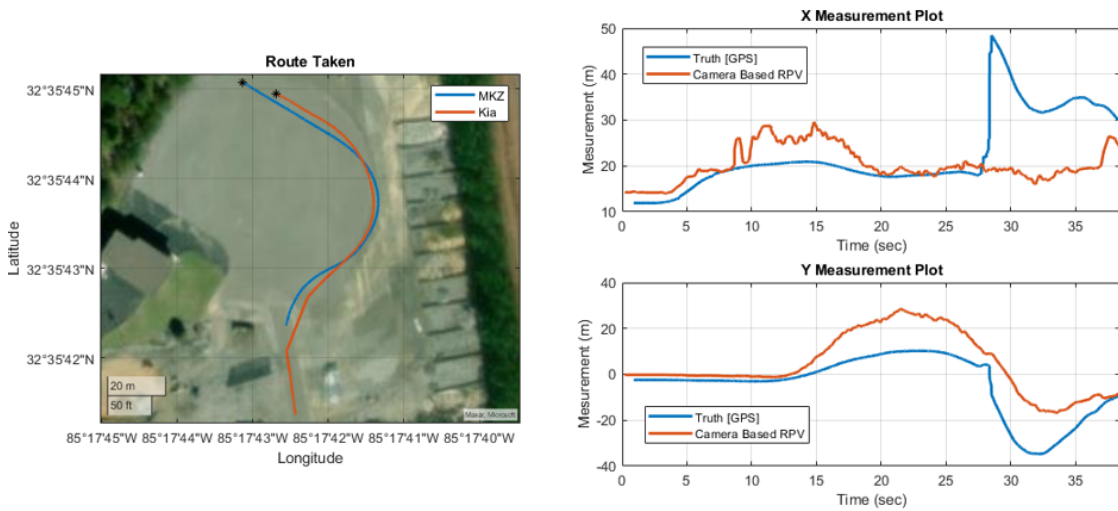 Route Taken
MKZ
Kia
Latitude
32°35'45"N
32°35'44"N
32°35'43"N
32°35'42"N
20 m
50 ft
Maxar, Microsoft
85°17'45"W 85°17'44"W 85°17'43"W 85°17'42"W 85°17'41"W 85°17'40"W
Longitude
X Measurement Plot
Truth [GPS]
Camera Based RPV
Mesurement (m)
50
40
30
20
10
0 5 10 15 20 25 30 35
Time (sec)
Y Measurement Plot
Truth [GPS]
Camera Based RPV
Mesurement (m)
40
20
0
-20
-40
0 5 10 15 20 25 30 35
Time (sec)